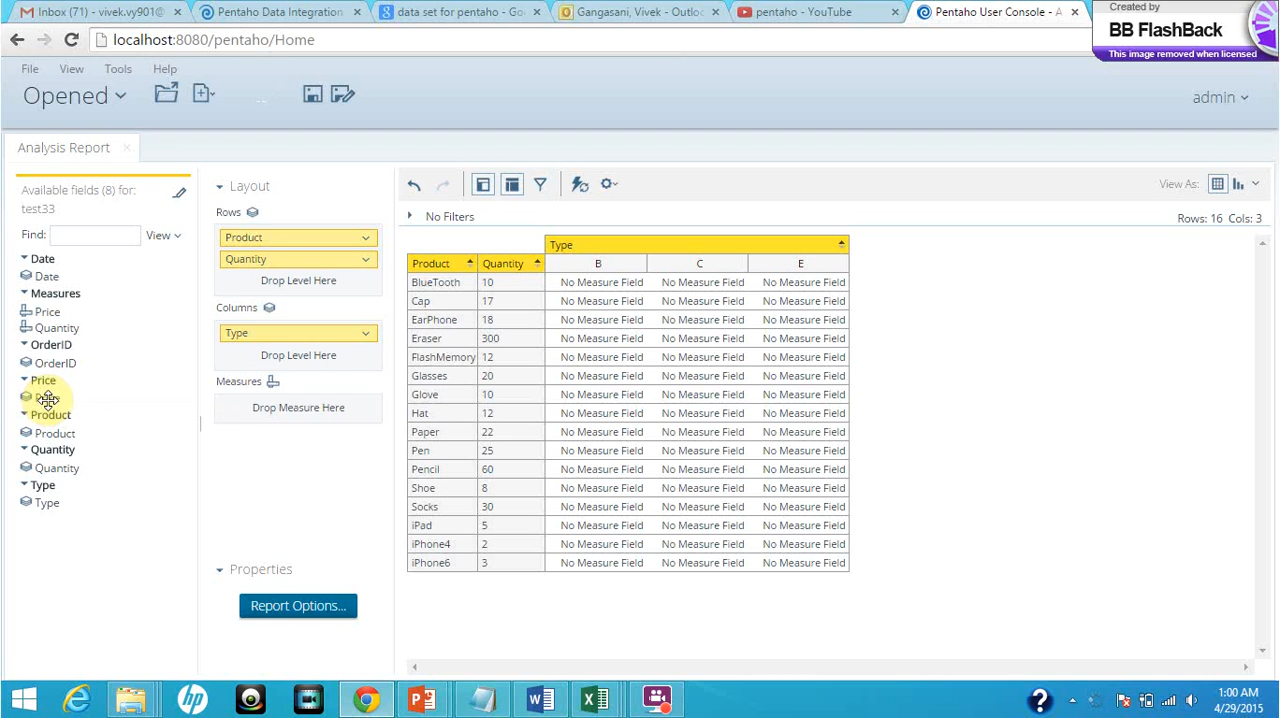 Inbox (71) - vivek.vy901@
Pentaho Data Integration
data set for pentaho - Go
Gangasani, Vivek - Outlo
pentaho - YouTube
Pentaho User Console - A
Created by
BB FlashBack
This image removed when licensed
localhost:8080/pentaho/Home
File View Tools Help
Opened
admin
Analysis Report
Available fields (8) for:
test33
Find:
View
Date
Date
Measures
Price
Quantity
OrderID
OrderID
Price
Product
Product
Quantity
Quantity
Type
Type
Layout
Rows
Product
Quantity
Drop Level Here
Columns
Type
Drop Level Here
Measures
Drop Measure Here
Properties
Report Options...
View As:
No Filters
Rows: 16 Cols: 3
Type
Product Quantity B C E
BlueTooth 10 No Measure Field No Measure Field No Measure Field
Cap 17 No Measure Field No Measure Field No Measure Field
EarPhone 18 No Measure Field No Measure Field No Measure Field
Eraser 300 No Measure Field No Measure Field No Measure Field
FlashMemory 12 No Measure Field No Measure Field No Measure Field
Glasses 20 No Measure Field No Measure Field No Measure Field
Glove 10 No Measure Field No Measure Field No Measure Field
Hat 12 No Measure Field No Measure Field No Measure Field
Paper 22 No Measure Field No Measure Field No Measure Field
Pen 25 No Measure Field No Measure Field No Measure Field
Pencil 60 No Measure Field No Measure Field No Measure Field
Shoe 8 No Measure Field No Measure Field No Measure Field
Socks 30 No Measure Field No Measure Field No Measure Field
iPad 5 No Measure Field No Measure Field No Measure Field
iPhone4 2 No Measure Field No Measure Field No Measure Field
iPhone6 3 No Measure Field No Measure Field No Measure Field
1:00 AM
4/29/2015